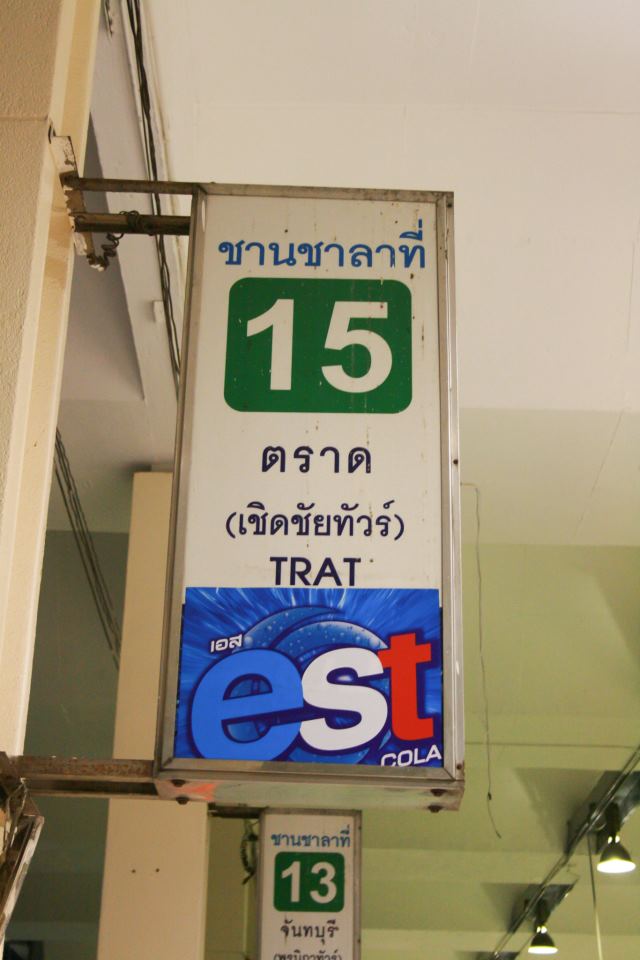 ชานชาลาที่
15
ตราด
(เชิดชัยทัวร์)
TRAT
เอส
est
COLA
ชานชาลาที่
13
จันทบุรี